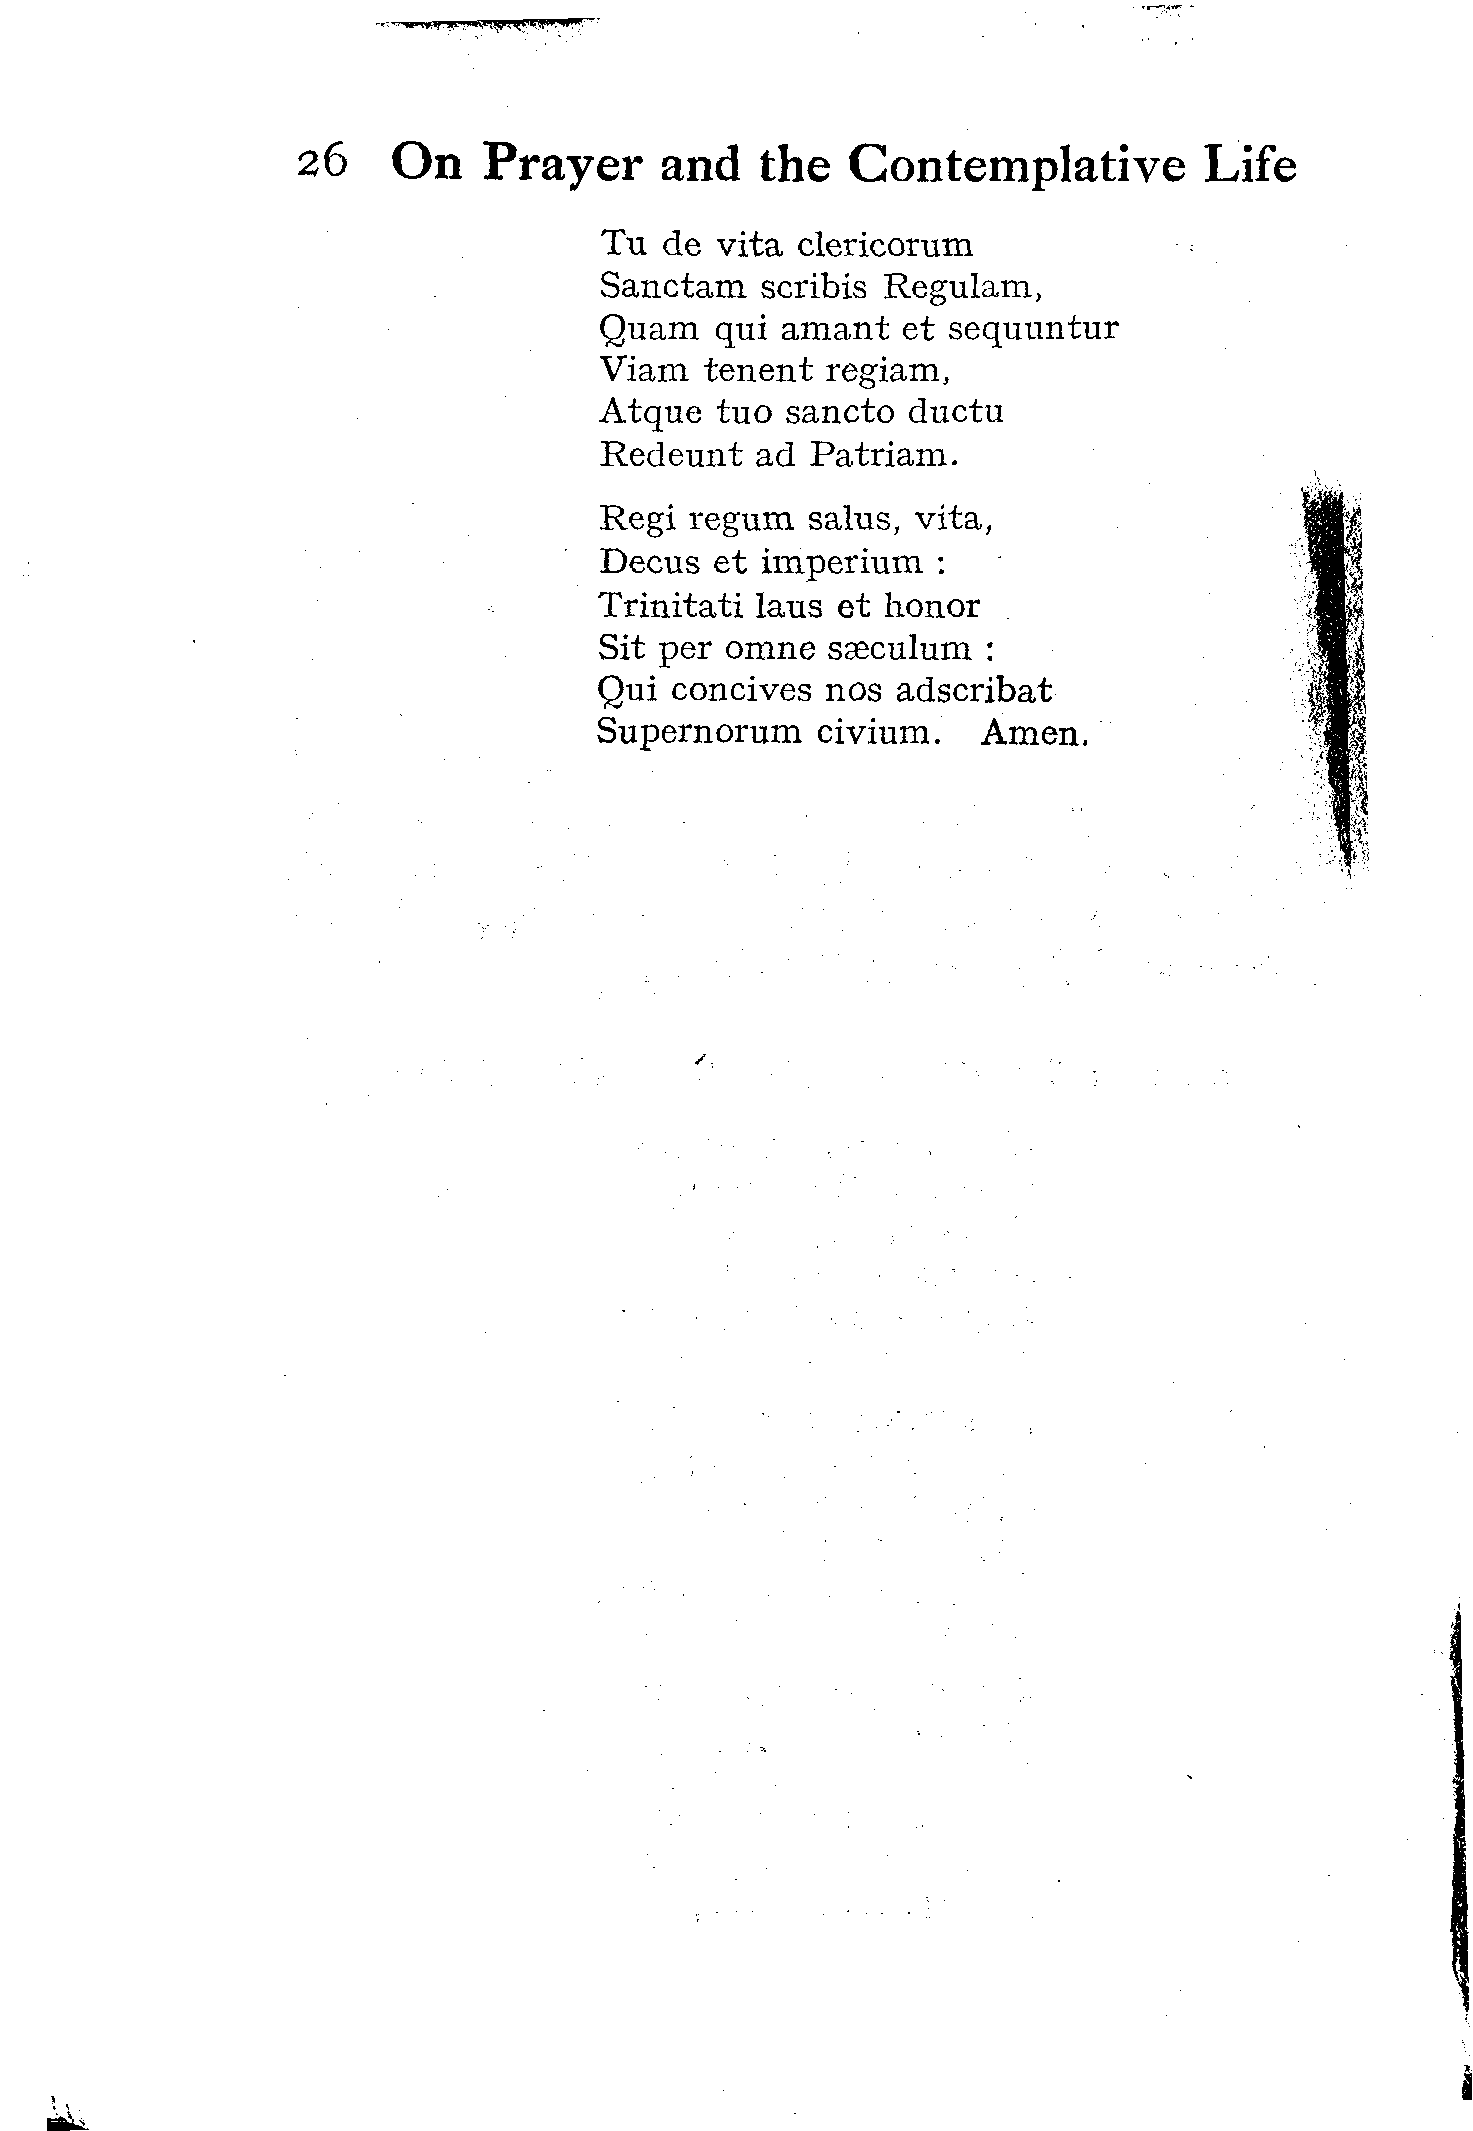 26 On Prayer and the Contemplative Life
Tu de vita clericorum
Sanctam scribis Regulam,
Quam qui amant et sequuntur
Viam tenent regiam,
Atque tuo sancto ductu
Redeunt ad Patriam.
Regi regum salus, vita,
Decus et imperium :
Trinitati laus et honor
Sit per omne sæculum :
Qui concives nos adscribat
Supernorum civium. Amen.